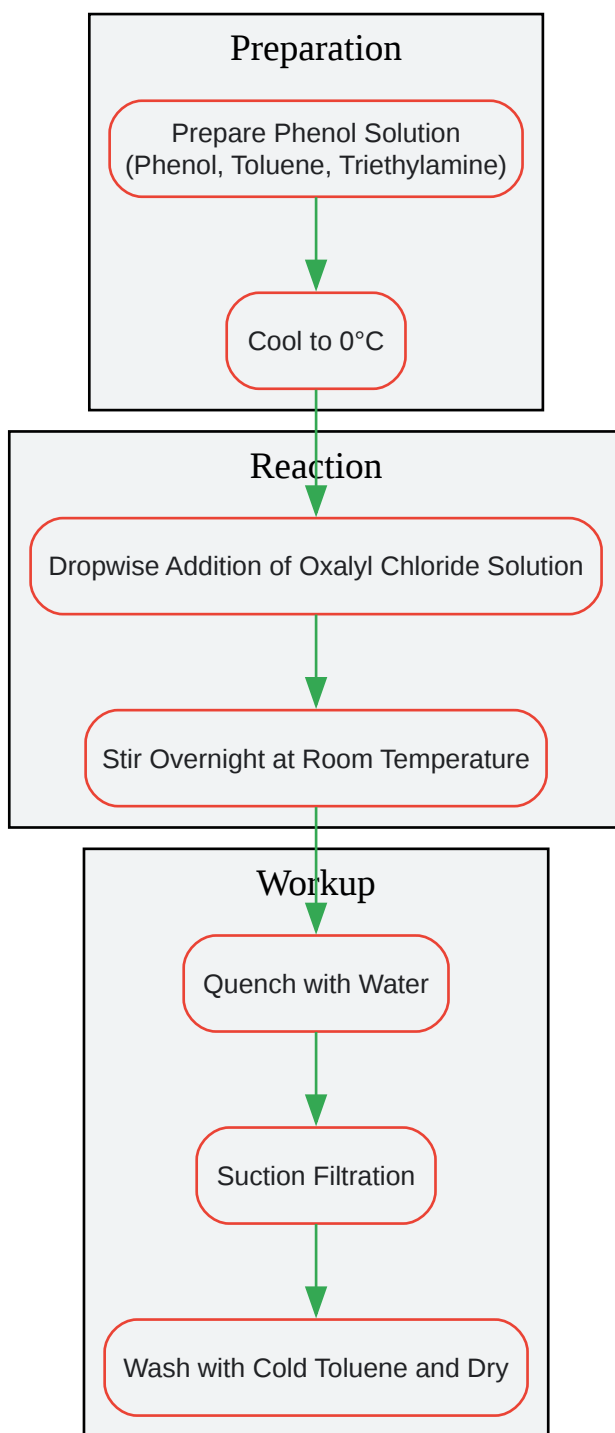 Preparation
Prepare Phenol Solution
(Phenol, Toluene, Triethylamine)
Cool to 0°C
Reaction
Dropwise Addition of Oxalyl Chloride Solution
Stir Overnight at Room Temperature
Workup
Quench with Water
Suction Filtration
Wash with Cold Toluene and Dry